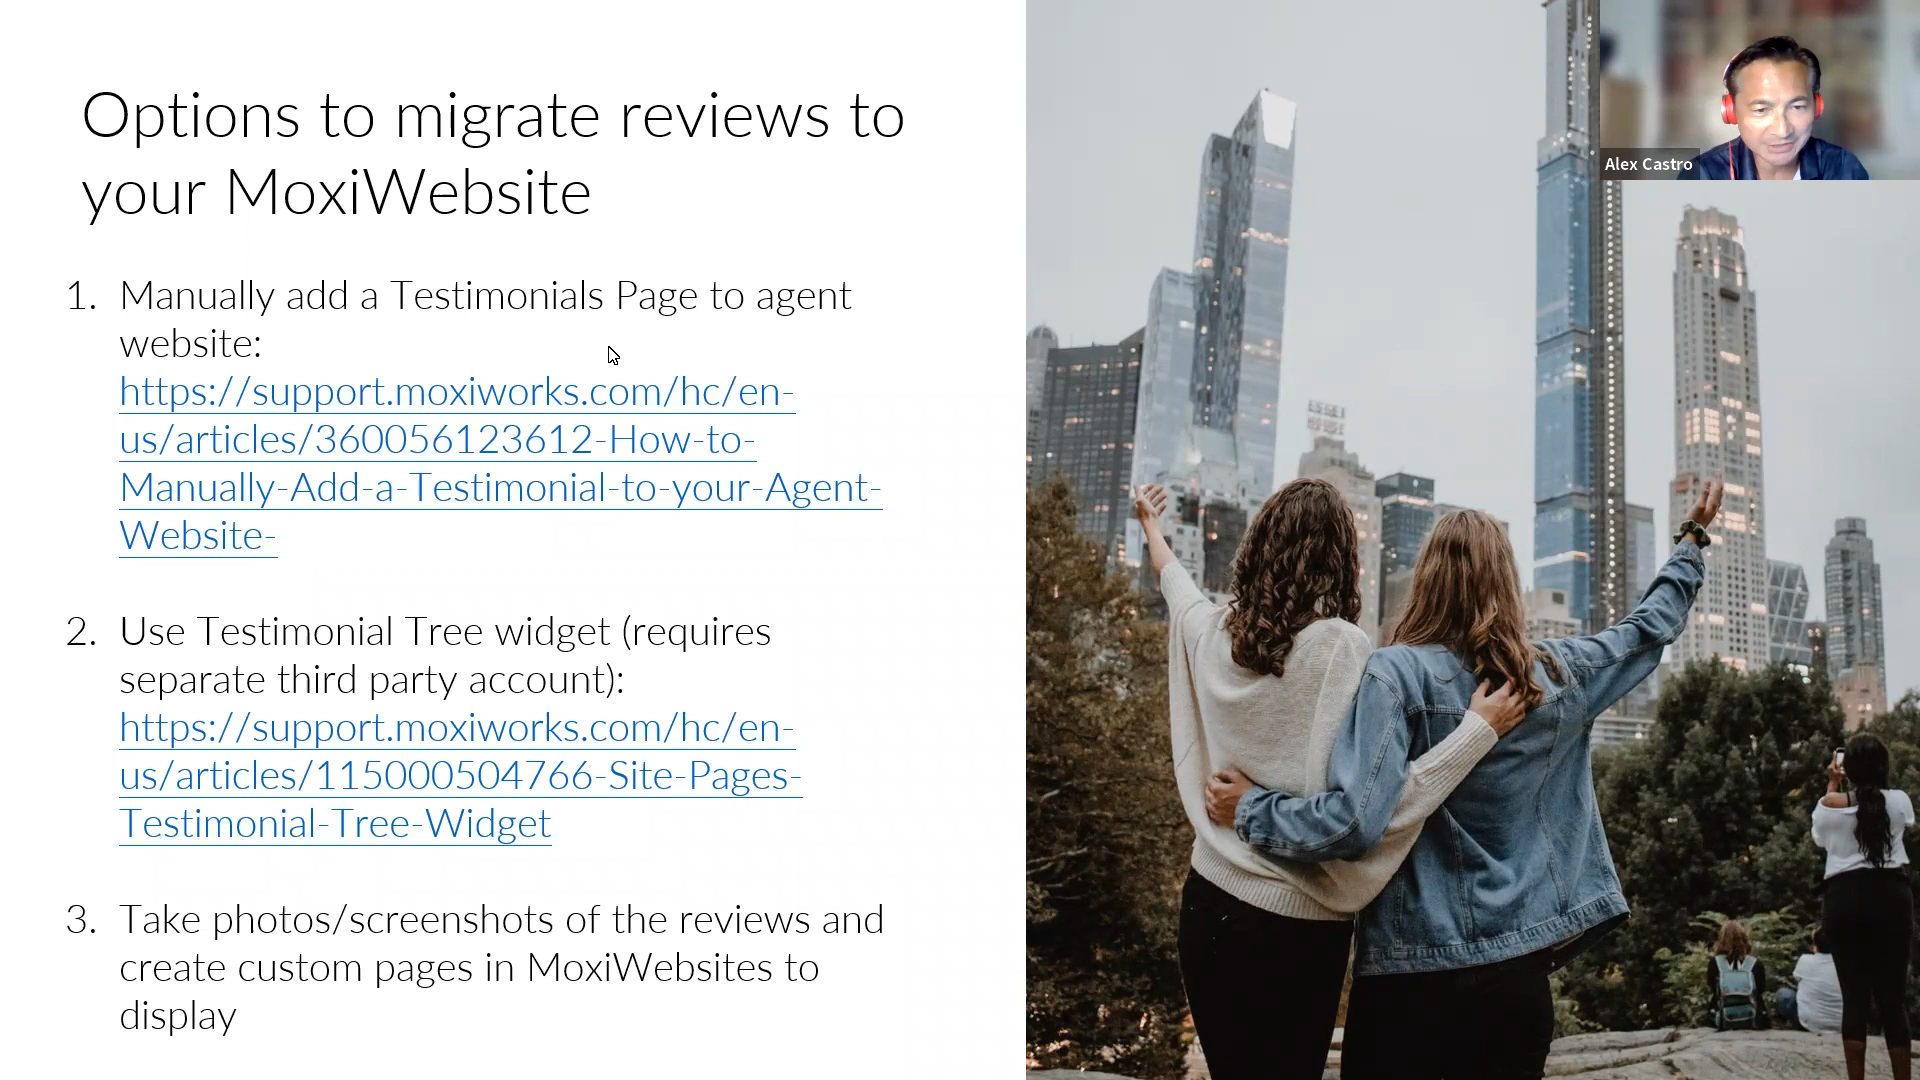 Options to migrate reviews to
your MoxiWebsite
1. Manually add a Testimonials Page to agent
website:
https://support.moxiworks.com/hc/en-
us/articles/360056123612-How-to-
Manually-Add-a-Testimonial-to-your-Agent-
Website-
2. Use Testimonial Tree widget (requires
separate third party account):
https://support.moxiworks.com/hc/en-
us/articles/115000504766-Site-Pages-
Testimonial-Tree-Widget
3. Take photos/screenshots of the reviews and
create custom pages in MoxiWebsites to
display
Alex Castro
ESSEX